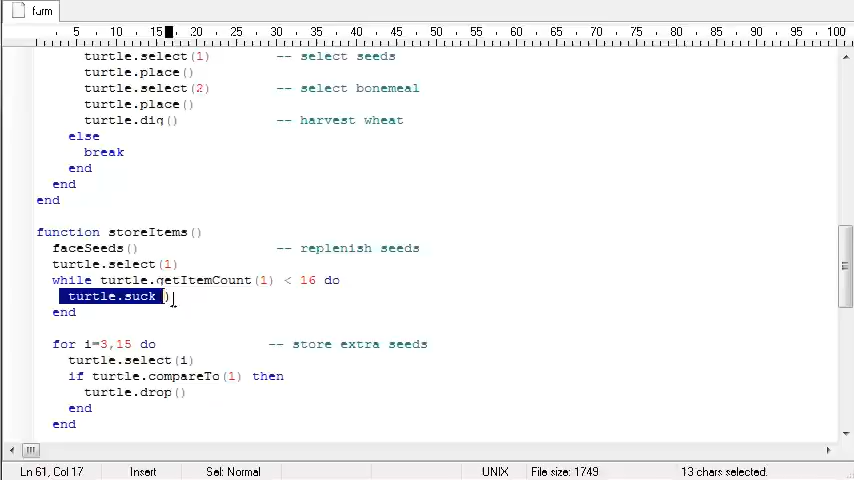 farm
5 10 15 20 25 30 35 40 45 50 55 60 65 70 75 80 85 90 95 100
turtle.select(1) -- select seeds
turtle.place()
turtle.select(2) -- select bonemeal
turtle.place()
turtle.dig() -- harvest wheat
else
break
end
end
end
function storeItems()
faceSeeds() -- replenish seeds
turtle.select(1)
while turtle.getItemCount(1) < 16 do
turtle.suck()
end
for i=3,15 do -- store extra seeds
turtle.select(i)
if turtle.compareTo(1) then
turtle.drop()
end
end
Ln 61, Col 17 Insert Sel: Normal UNIX File size: 1749 13 chars selected.